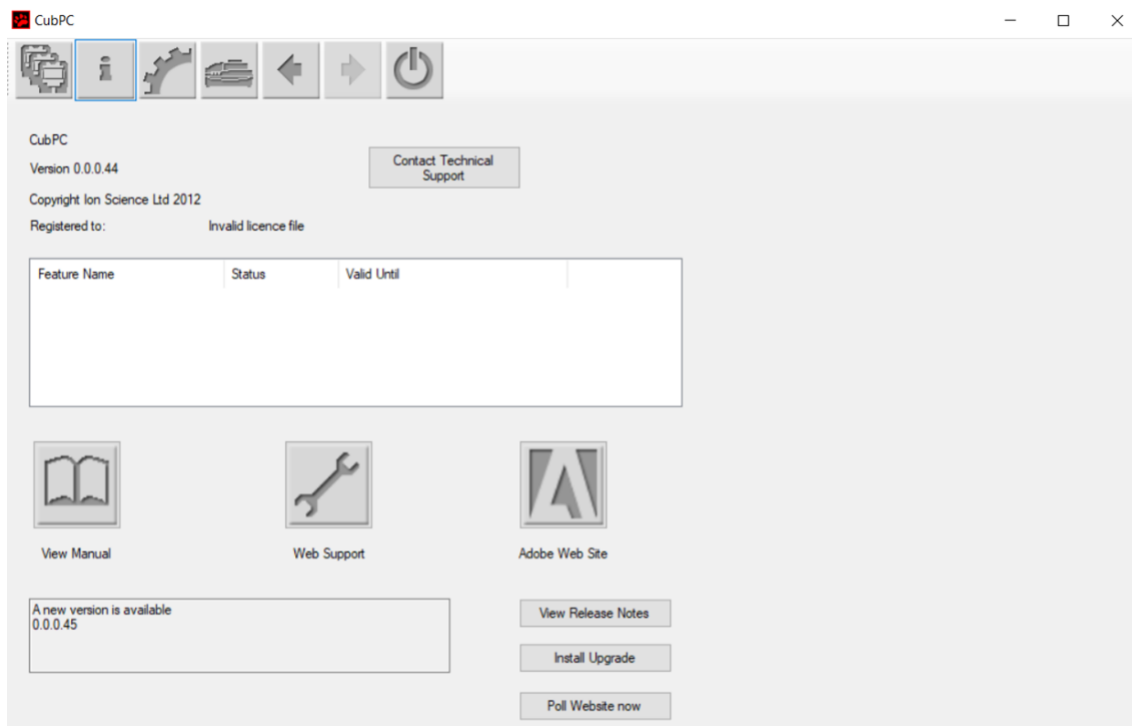 CubPC
CubPC
Version 0.0.0.44
Contact Technical
Support
Copyright Ion Science Ltd 2012
Registered to:
Invalid licence file
Feature Name
Status
Valid Until
View Manual
Web Support
Adobe Web Site
A new version is available
0.0.0.45
View Release Notes
Install Upgrade
Poll Website now